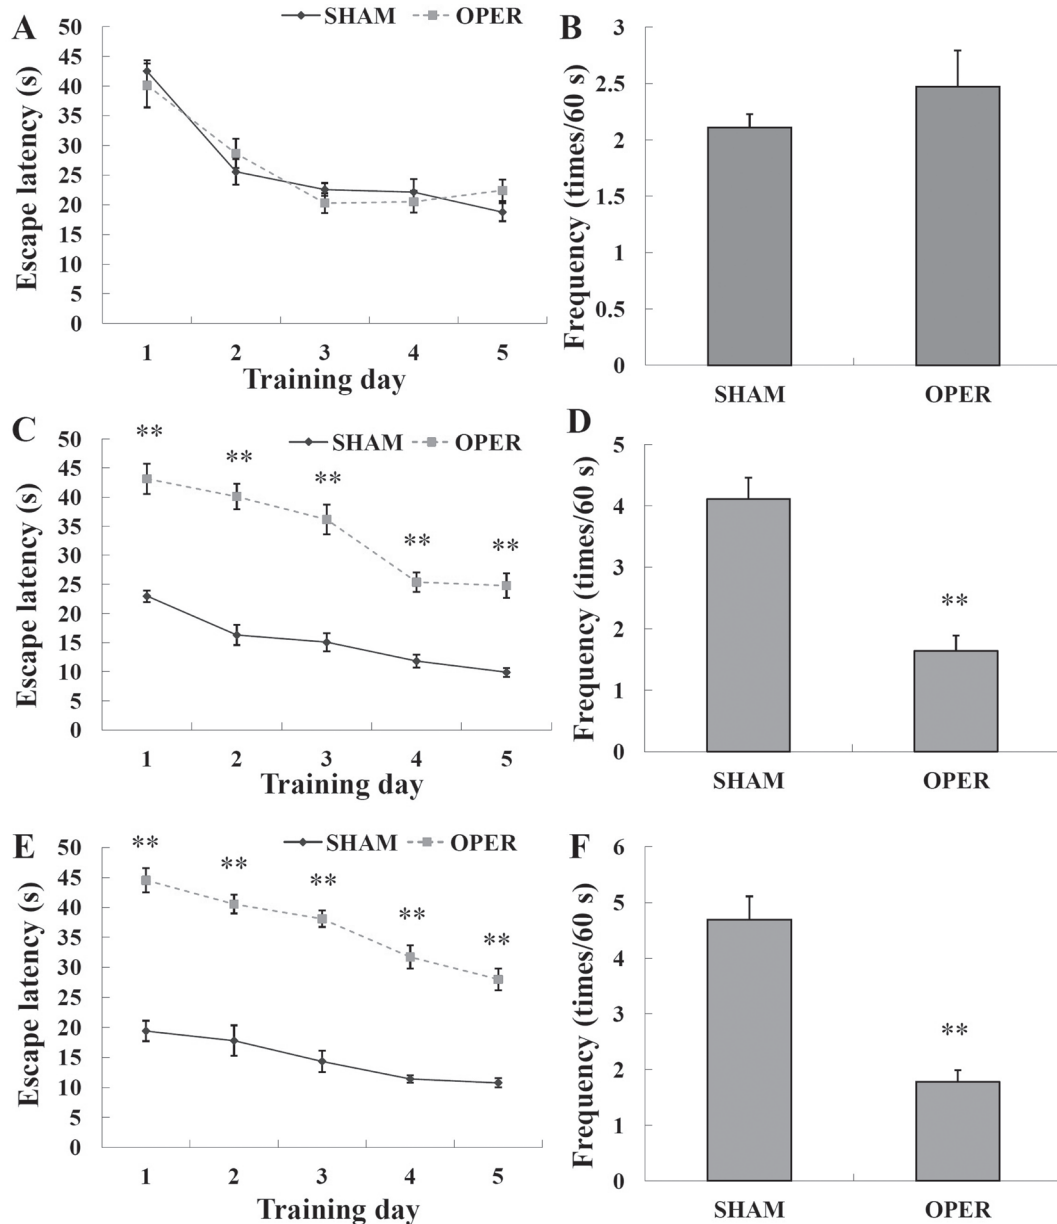 A
SHAM OPER
Escape latency (s)
50
45
40
35
30
25
20
15
10
5
0
1 2 3 4 5
Training day
B
Frequency (times/60 s)
3
2.5
2
1.5
1
0.5
0
SHAM OPER
C
SHAM OPER
Escape latency (s)
50
45
40
35
30
25
20
15
10
5
0
** ** ** ** **
1 2 3 4 5
Training day
D
Frequency (times/60 s)
5
4
3
2
1
0
**
SHAM OPER
E
SHAM OPER
Escape latency (s)
50
45
40
35
30
25
20
15
10
5
0
** ** ** ** **
1 2 3 4 5
Training day
F
Frequency (times/60 s)
6
5
4
3
2
1
0
**
SHAM OPER